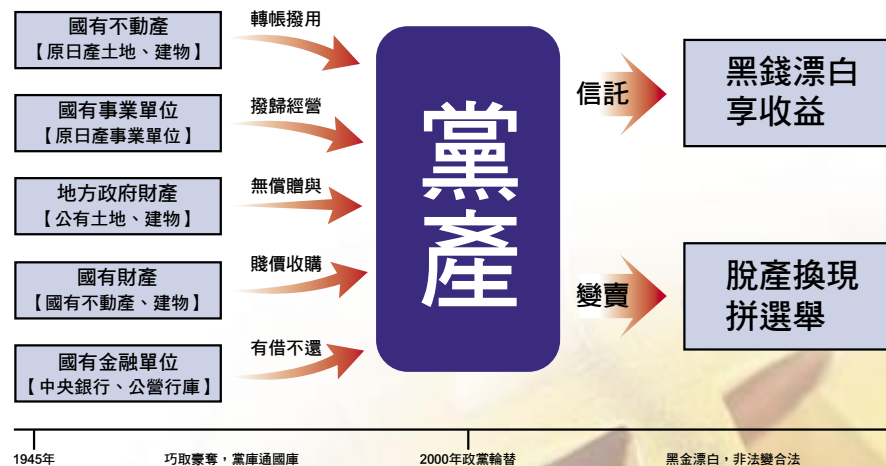 國有不動產
【原日產土地、建物】
轉帳撥用
國有事業單位
【原日產事業單位】
撥歸經營
地方政府財產
【公有土地、建物】
無償贈與
國有財產
【國有不動產、建物】
賤價收購
國有金融單位
【中央銀行、公營行庫】
有借不還
黨產
信託
黑錢漂白
享收益
變賣
脫產換現
拼選舉
1945年
巧取豪奪，黨庫通國庫
2000年政黨輪替
黑金漂白，非法變合法